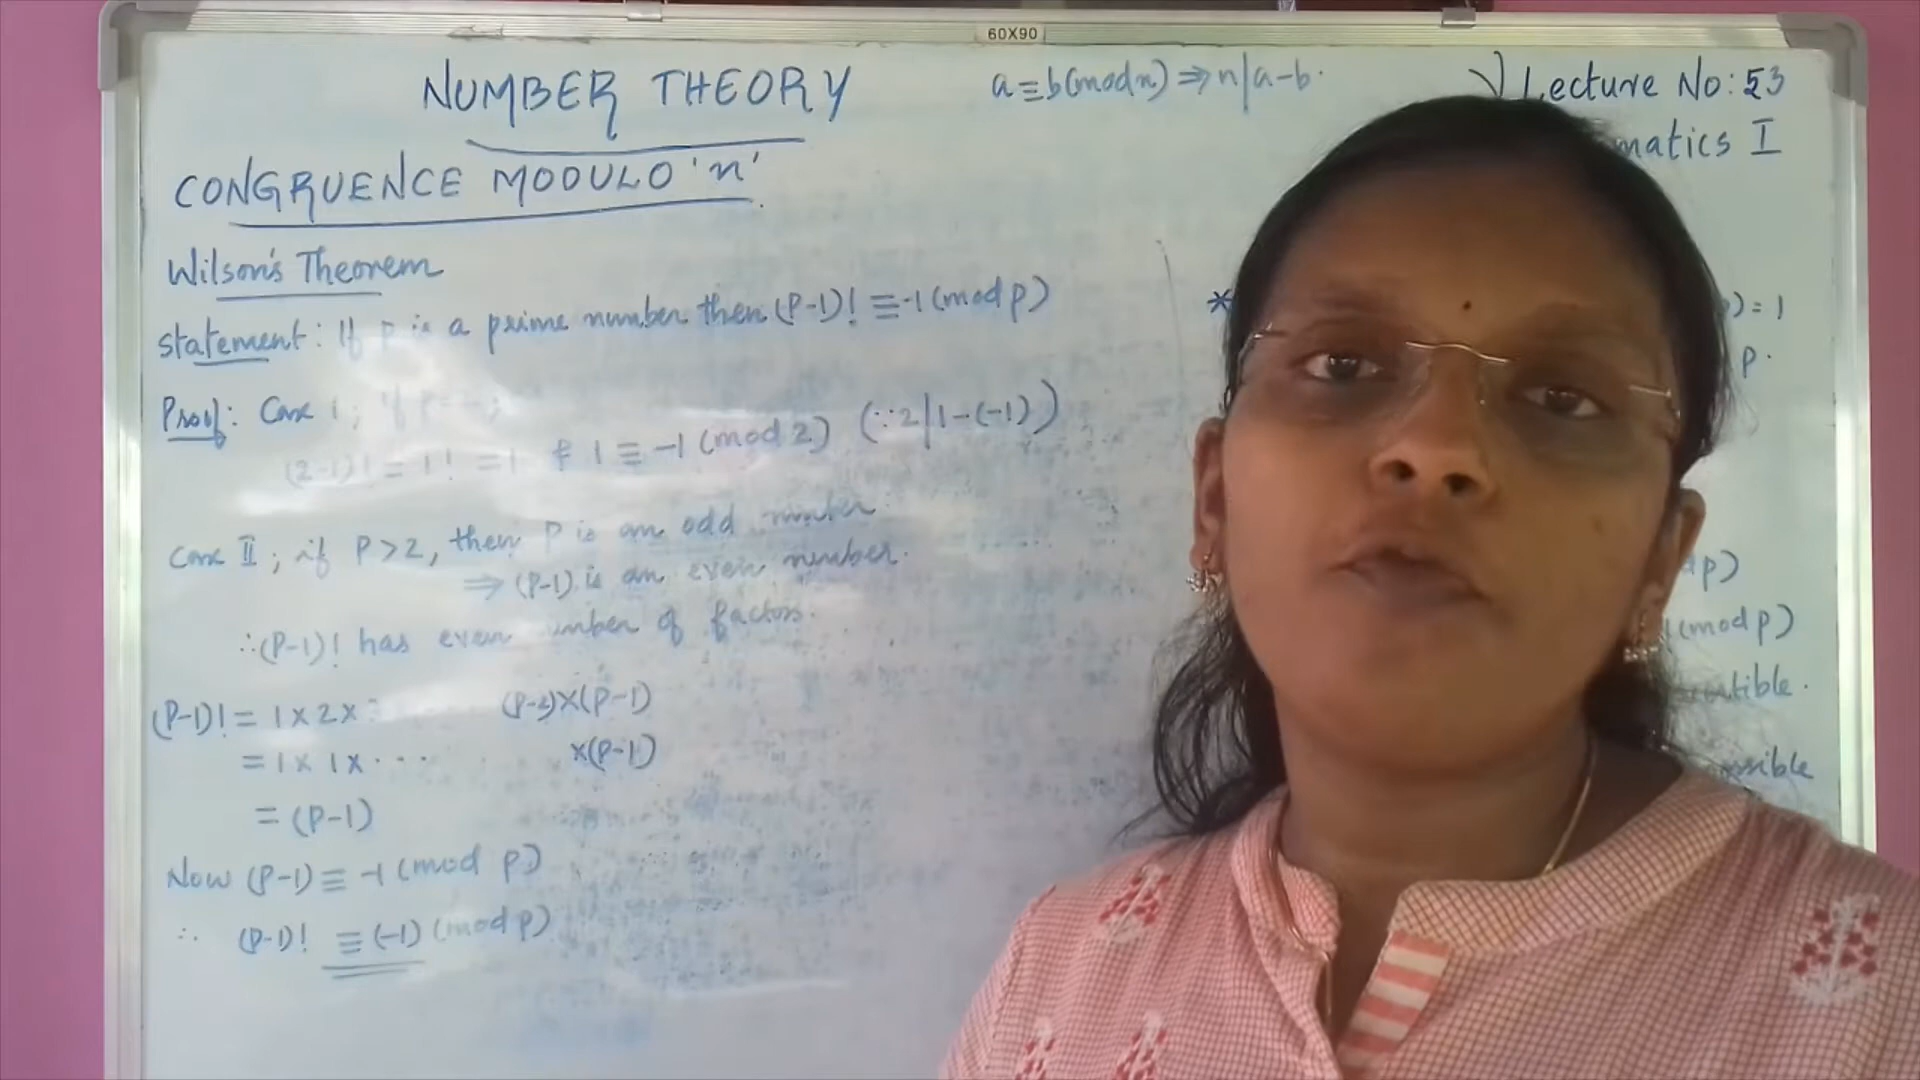 60X90
NUMBER THEORY
a≡b(mod n) ⇒ n|a-b.
Lecture No: 53
matics I
CONGRUENCE MODULO 'n'.
Wilson's Theorem
Statement: If P is a prime number then (P-1)! ≡ -1 (mod p)
Proof: Case 1; if P
(2-1)! = 1! = 1 & 1 ≡ -1 (mod 2) (∵ 2|1-(-1))
Case II; if P>2, then P is an odd number.
⇒ (P-1) is an even number.
∴ (P-1)! has even number of factors.
(P-1)! = 1 x 2 x (P-2)x(P-1)
= 1 x 1 x ... x(P-1)
= (P-1)
Now (P-1) ≡ -1 (mod p)
∴ (P-1)! ≡ (-1) (mod p)
*
) = 1
P.
p)
(mod p)